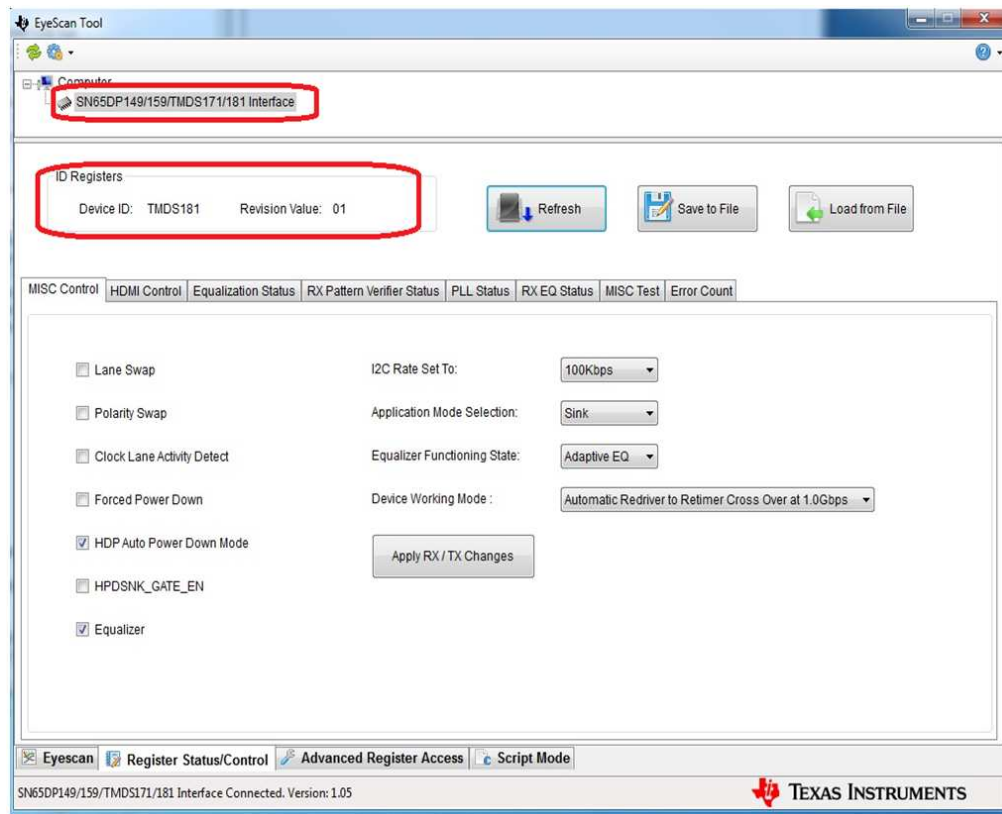 EyeScan Tool
Computer
SN65DP149/159/TMDS171/181 Interface
ID Registers
Device ID: TMDS181 Revision Value: 01
Refresh
Save to File
Load from File
MISC Control HDMI Control Equalization Status RX Pattern Verifier Status PLL Status RX EQ Status MISC Test Error Count
Lane Swap I2C Rate Set To: 100Kbps
Polarity Swap Application Mode Selection: Sink
Clock Lane Activity Detect Equalizer Functioning State: Adaptive EQ
Forced Power Down Device Working Mode : Automatic Redriver to Retimer Cross Over at 1.0Gbps
HDP Auto Power Down Mode Apply RX / TX Changes
HPDSNK_GATE_EN
Equalizer
Eyescan Register Status/Control Advanced Register Access Script Mode
SN65DP149/159/TMDS171/181 Interface Connected. Version: 1.05 TEXAS INSTRUMENTS